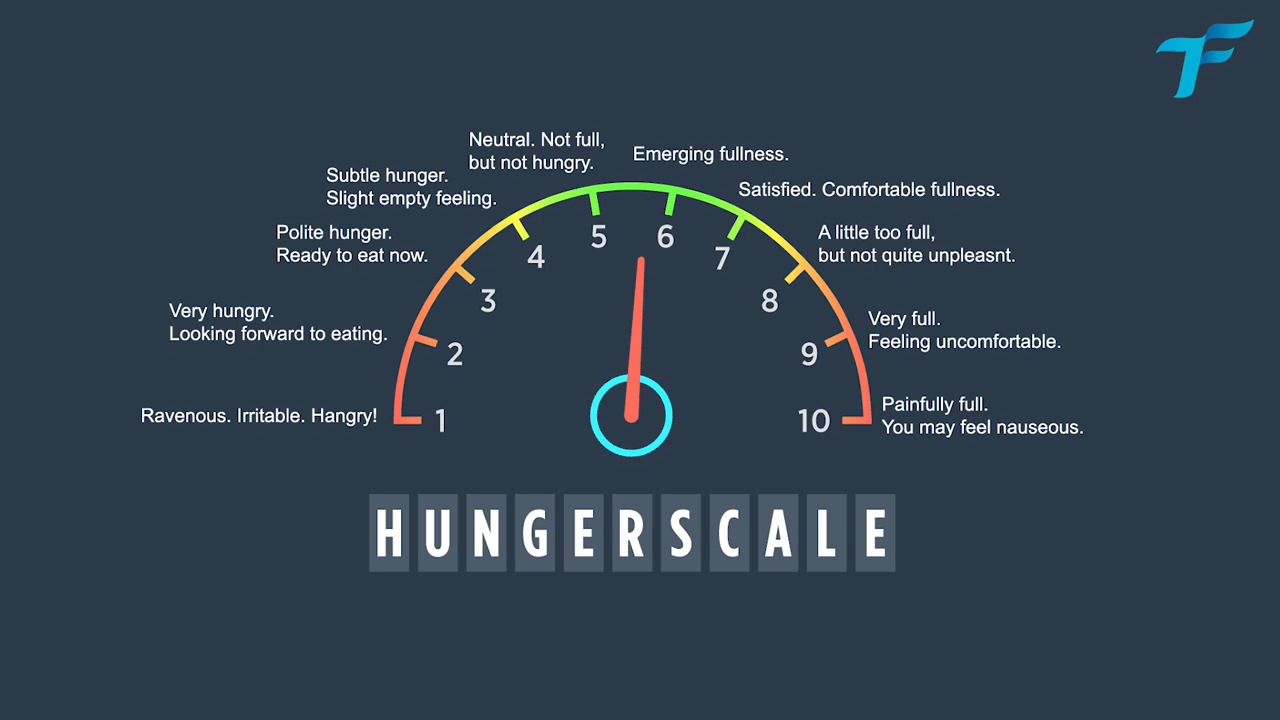 TF
Neutral. Not full,
but not hungry.
Emerging fullness.
Subtle hunger.
Slight empty feeling.
Satisfied. Comfortable fullness.
Polite hunger.
Ready to eat now.
A little too full,
but not quite unpleasnt.
Very hungry.
Looking forward to eating.
Very full.
Feeling uncomfortable.
Ravenous. Irritable. Hangry!
Painfully full.
You may feel nauseous.
1
2
3
4
5
6
7
8
9
10
HUNGERSCALE